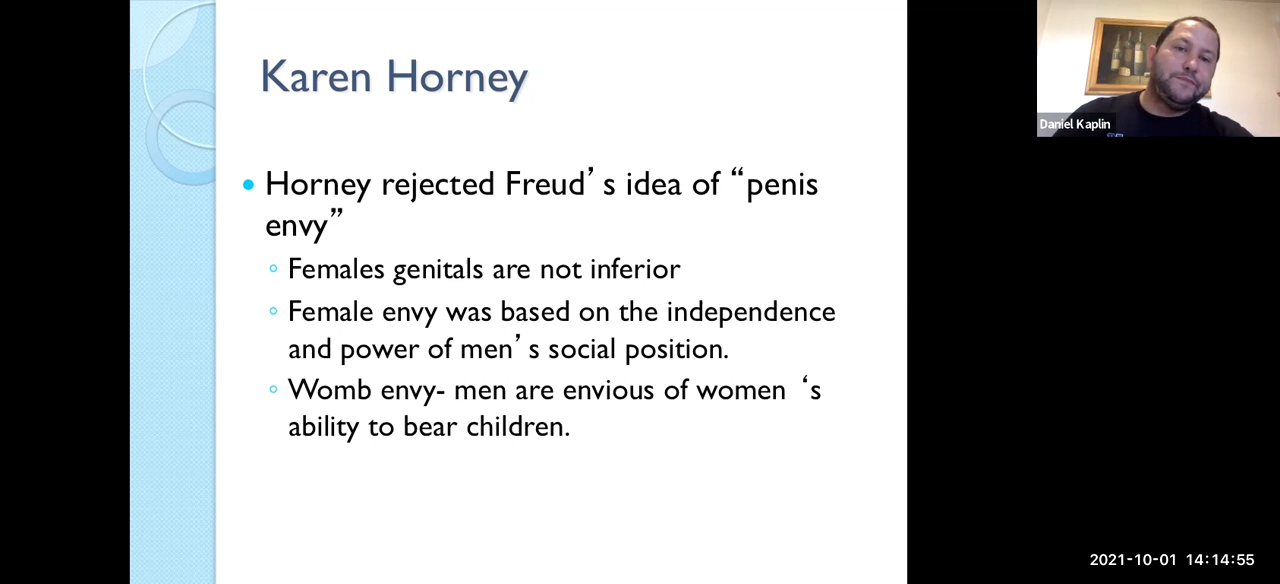 Karen Horney
• Horney rejected Freud’ s idea of “penis
envy”
◦ Females genitals are not inferior
◦ Female envy was based on the independence
and power of men’ s social position.
◦ Womb envy- men are envious of women ‘s
ability to bear children.
Daniel Kaplin
2021-10-01 14:14:55